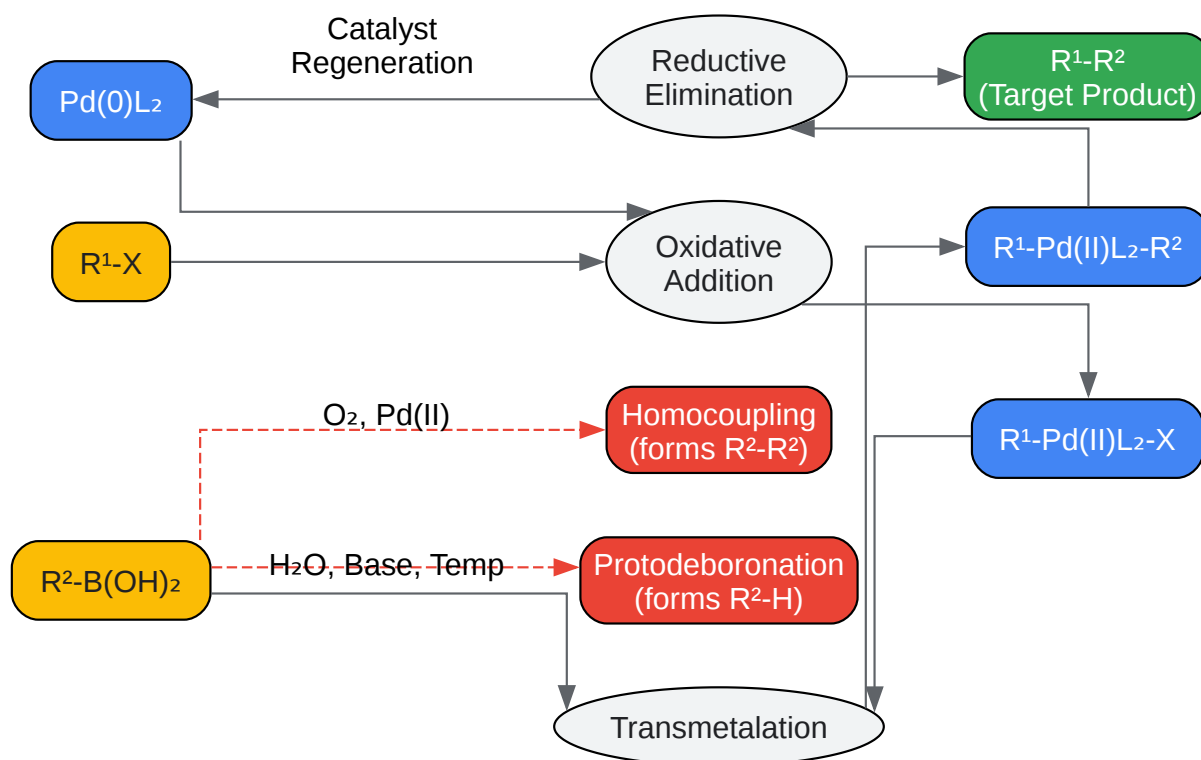 Catalyst
Regeneration
Pd(0)L₂
Reductive
Elimination
R¹-R²
(Target Product)
R¹-X
Oxidative
Addition
R¹-Pd(II)L₂-R²
O₂, Pd(II)
Homocoupling
(forms R²-R²)
R¹-Pd(II)L₂-X
R²-B(OH)₂
H₂O, Base, Temp
Protodeboronation
(forms R²-H)
Transmetalation